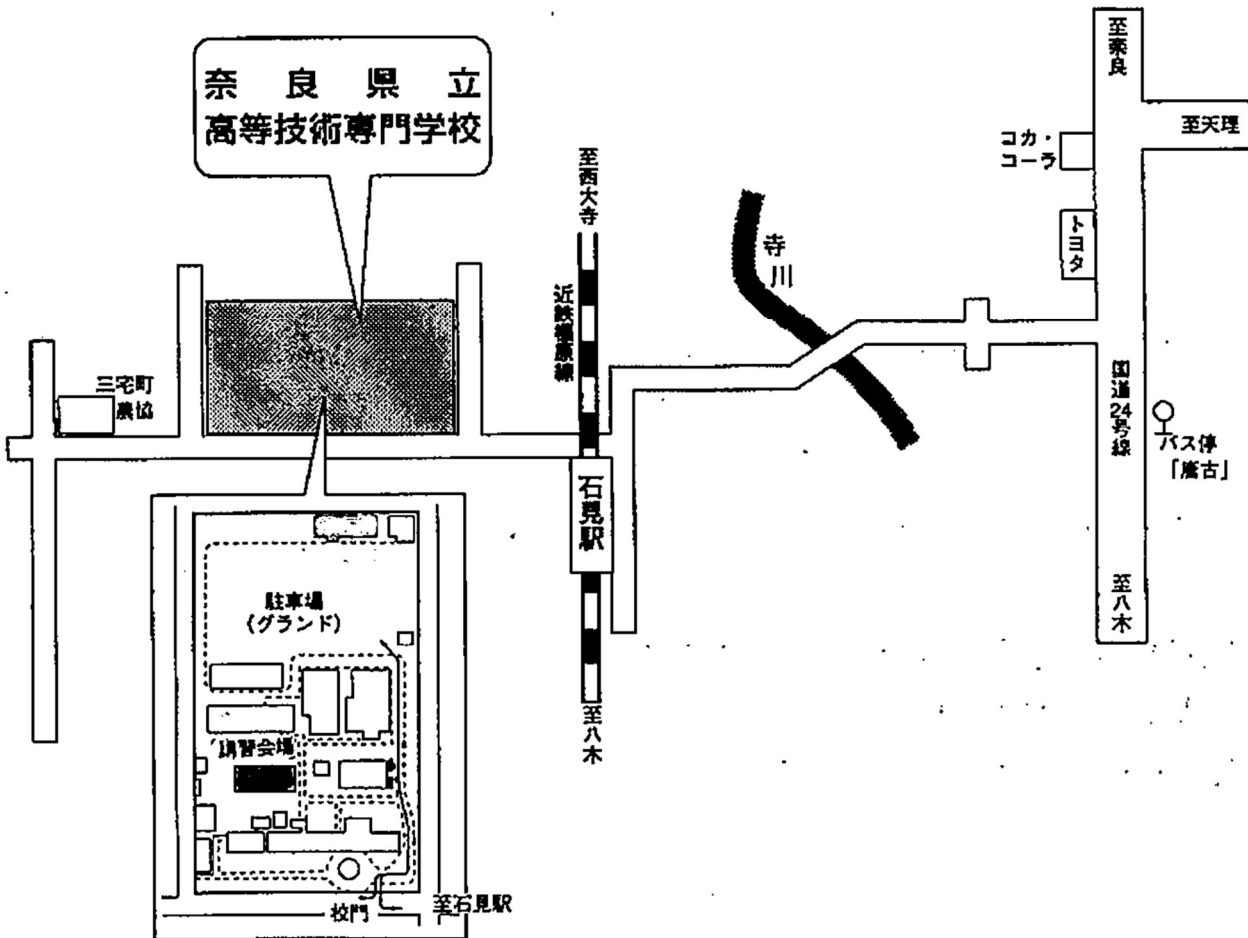 奈良県立
高等技術専門学校
至奈良
至天理
コカ・
コーラ
トヨタ
至西大寺
近鉄橿原線
寺川
三宅町
農協
国道24号線
バス停
「唐古」
石見駅
至八木
至八木
駐車場
(グランド)
講習会場
校門
至石見駅